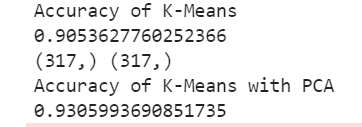 Accuracy of K-Means
0.9053627760252366
(317,) (317,)
Accuracy of K-Means with PCA
0.9305993690851735